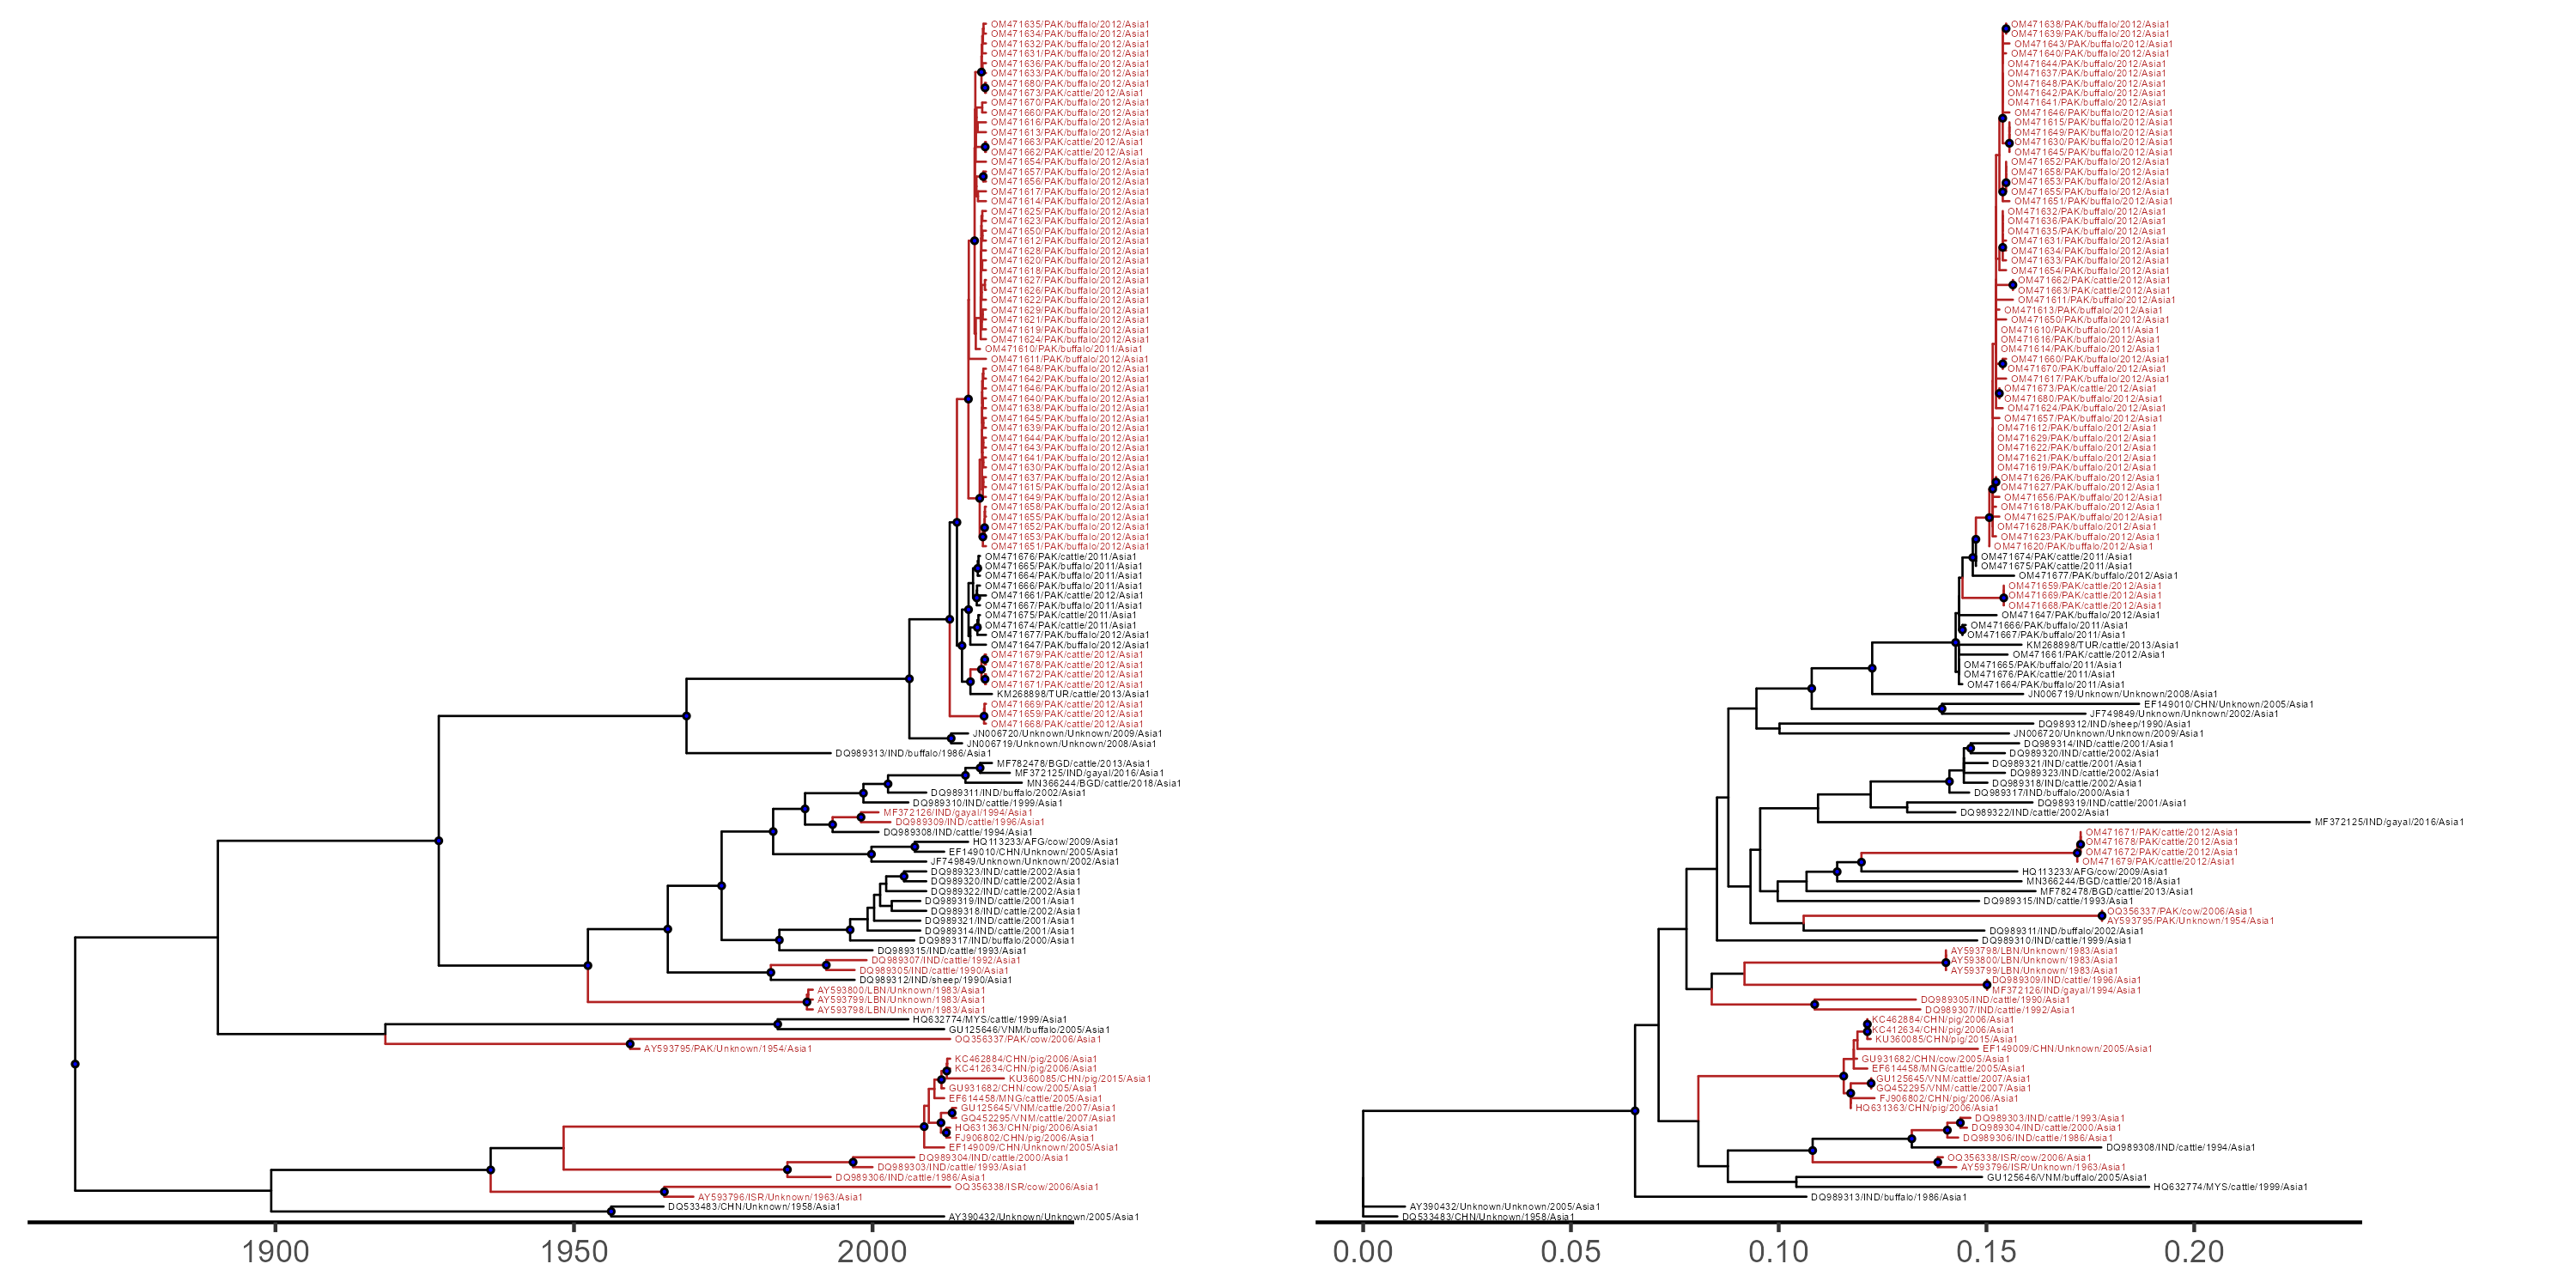 OM471635/PAK/buffalo/2012/Asia1
OM471634/PAK/buffalo/2012/Asia1
OM471632/PAK/buffalo/2012/Asia1
OM471631/PAK/buffalo/2012/Asia1
OM471636/PAK/buffalo/2012/Asia1
OM471633/PAK/buffalo/2012/Asia1
OM471680/PAK/buffalo/2012/Asia1
OM471673/PAK/cattle/2012/Asia1
OM471670/PAK/buffalo/2012/Asia1
OM471660/PAK/buffalo/2012/Asia1
OM471616/PAK/buffalo/2012/Asia1
OM471613/PAK/buffalo/2012/Asia1
OM471663/PAK/cattle/2012/Asia1
OM471662/PAK/cattle/2012/Asia1
OM471654/PAK/buffalo/2012/Asia1
OM471657/PAK/buffalo/2012/Asia1
OM471656/PAK/buffalo/2012/Asia1
OM471617/PAK/buffalo/2012/Asia1
OM471614/PAK/buffalo/2012/Asia1
OM471625/PAK/buffalo/2012/Asia1
OM471623/PAK/buffalo/2012/Asia1
OM471650/PAK/buffalo/2012/Asia1
OM471612/PAK/buffalo/2012/Asia1
OM471628/PAK/buffalo/2012/Asia1
OM471620/PAK/buffalo/2012/Asia1
OM471618/PAK/buffalo/2012/Asia1
OM471627/PAK/buffalo/2012/Asia1
OM471626/PAK/buffalo/2012/Asia1
OM471622/PAK/buffalo/2012/Asia1
OM471629/PAK/buffalo/2012/Asia1
OM471621/PAK/buffalo/2012/Asia1
OM471619/PAK/buffalo/2012/Asia1
OM471624/PAK/buffalo/2012/Asia1
OM471610/PAK/buffalo/2011/Asia1
OM471611/PAK/buffalo/2012/Asia1
OM471648/PAK/buffalo/2012/Asia1
OM471642/PAK/buffalo/2012/Asia1
OM471646/PAK/buffalo/2012/Asia1
OM471640/PAK/buffalo/2012/Asia1
OM471638/PAK/buffalo/2012/Asia1
OM471645/PAK/buffalo/2012/Asia1
OM471639/PAK/buffalo/2012/Asia1
OM471644/PAK/buffalo/2012/Asia1
OM471643/PAK/buffalo/2012/Asia1
OM471641/PAK/buffalo/2012/Asia1
OM471630/PAK/buffalo/2012/Asia1
OM471637/PAK/buffalo/2012/Asia1
OM471615/PAK/buffalo/2012/Asia1
OM471649/PAK/buffalo/2012/Asia1
OM471658/PAK/buffalo/2012/Asia1
OM471655/PAK/buffalo/2012/Asia1
OM471652/PAK/buffalo/2012/Asia1
OM471653/PAK/buffalo/2012/Asia1
OM471651/PAK/buffalo/2012/Asia1
OM471676/PAK/cattle/2011/Asia1
OM471665/PAK/buffalo/2011/Asia1
OM471664/PAK/buffalo/2011/Asia1
OM471666/PAK/buffalo/2011/Asia1
OM471661/PAK/cattle/2012/Asia1
OM471667/PAK/buffalo/2011/Asia1
OM471675/PAK/cattle/2011/Asia1
OM471674/PAK/cattle/2011/Asia1
OM471677/PAK/buffalo/2012/Asia1
OM471647/PAK/buffalo/2012/Asia1
OM471679/PAK/cattle/2012/Asia1
OM471678/PAK/cattle/2012/Asia1
OM471672/PAK/cattle/2012/Asia1
OM471671/PAK/cattle/2012/Asia1
KM268898/TUR/cattle/2013/Asia1
OM471669/PAK/cattle/2012/Asia1
OM471659/PAK/cattle/2012/Asia1
OM471668/PAK/cattle/2012/Asia1
JN006720/Unknown/Unknown/2009/Asia1
JN006719/Unknown/Unknown/2008/Asia1
DQ989313/IND/buffalo/1986/Asia1
MF782478/BGD/cattle/2013/Asia1
MF372125/IND/gayal/2016/Asia1
MN366244/BGD/cattle/2018/Asia1
DQ989311/IND/buffalo/2002/Asia1
DQ989310/IND/cattle/1999/Asia1
MF372126/IND/gayal/1994/Asia1
DQ989309/IND/cattle/1996/Asia1
DQ989308/IND/cattle/1994/Asia1
HQ113233/AFG/cow/2009/Asia1
EF149010/CHN/Unknown/2005/Asia1
JF749849/Unknown/Unknown/2002/Asia1
DQ989323/IND/cattle/2002/Asia1
DQ989320/IND/cattle/2002/Asia1
DQ989322/IND/cattle/2002/Asia1
DQ989319/IND/cattle/2001/Asia1
DQ989318/IND/cattle/2002/Asia1
DQ989321/IND/cattle/2001/Asia1
DQ989314/IND/cattle/2001/Asia1
DQ989317/IND/buffalo/2000/Asia1
DQ989315/IND/cattle/1993/Asia1
DQ989307/IND/cattle/1992/Asia1
DQ989305/IND/cattle/1990/Asia1
DQ989312/IND/sheep/1990/Asia1
AY593800/LBN/Unknown/1983/Asia1
AY593799/LBN/Unknown/1983/Asia1
AY593798/LBN/Unknown/1983/Asia1
HQ632774/MYS/cattle/1999/Asia1
GU125646/VNM/buffalo/2005/Asia1
OQ356337/PAK/cow/2006/Asia1
AY593795/PAK/Unknown/1954/Asia1
KC462884/CHN/pig/2006/Asia1
KC412634/CHN/pig/2006/Asia1
KU360085/CHN/pig/2015/Asia1
GU931682/CHN/cow/2005/Asia1
EF614458/MNG/cattle/2005/Asia1
GU125645/VNM/cattle/2007/Asia1
GQ452295/VNM/cattle/2007/Asia1
HQ631363/CHN/pig/2006/Asia1
FJ906802/CHN/pig/2006/Asia1
EF149009/CHN/Unknown/2005/Asia1
DQ989304/IND/cattle/2000/Asia1
DQ989303/IND/cattle/1993/Asia1
DQ989306/IND/cattle/1986/Asia1
OQ356338/ISR/cow/2006/Asia1
AY593796/ISR/Unknown/1963/Asia1
DQ533483/CHN/Unknown/1958/Asia1
AY390432/Unknown/Unknown/2005/Asia1
1900 1950 2000
OM471638/PAK/buffalo/2012/Asia1
OM471639/PAK/buffalo/2012/Asia1
OM471643/PAK/buffalo/2012/Asia1
OM471640/PAK/buffalo/2012/Asia1
OM471644/PAK/buffalo/2012/Asia1
OM471637/PAK/buffalo/2012/Asia1
OM471648/PAK/buffalo/2012/Asia1
OM471642/PAK/buffalo/2012/Asia1
OM471641/PAK/buffalo/2012/Asia1
OM471646/PAK/buffalo/2012/Asia1
OM471615/PAK/buffalo/2012/Asia1
OM471649/PAK/buffalo/2012/Asia1
OM471630/PAK/buffalo/2012/Asia1
OM471645/PAK/buffalo/2012/Asia1
OM471652/PAK/buffalo/2012/Asia1
OM471658/PAK/buffalo/2012/Asia1
OM471653/PAK/buffalo/2012/Asia1
OM471655/PAK/buffalo/2012/Asia1
OM471651/PAK/buffalo/2012/Asia1
OM471632/PAK/buffalo/2012/Asia1
OM471636/PAK/buffalo/2012/Asia1
OM471635/PAK/buffalo/2012/Asia1
OM471631/PAK/buffalo/2012/Asia1
OM471634/PAK/buffalo/2012/Asia1
OM471633/PAK/buffalo/2012/Asia1
OM471654/PAK/buffalo/2012/Asia1
OM471662/PAK/cattle/2012/Asia1
OM471663/PAK/cattle/2012/Asia1
OM471611/PAK/buffalo/2012/Asia1
OM471613/PAK/buffalo/2012/Asia1
OM471650/PAK/buffalo/2012/Asia1
OM471610/PAK/buffalo/2011/Asia1
OM471616/PAK/buffalo/2012/Asia1
OM471614/PAK/buffalo/2012/Asia1
OM471660/PAK/buffalo/2012/Asia1
OM471670/PAK/buffalo/2012/Asia1
OM471617/PAK/buffalo/2012/Asia1
OM471673/PAK/cattle/2012/Asia1
OM471680/PAK/buffalo/2012/Asia1
OM471624/PAK/buffalo/2012/Asia1
OM471657/PAK/buffalo/2012/Asia1
OM471612/PAK/buffalo/2012/Asia1
OM471629/PAK/buffalo/2012/Asia1
OM471622/PAK/buffalo/2012/Asia1
OM471621/PAK/buffalo/2012/Asia1
OM471619/PAK/buffalo/2012/Asia1
OM471626/PAK/buffalo/2012/Asia1
OM471627/PAK/buffalo/2012/Asia1
OM471656/PAK/buffalo/2012/Asia1
OM471618/PAK/buffalo/2012/Asia1
OM471625/PAK/buffalo/2012/Asia1
OM471628/PAK/buffalo/2012/Asia1
OM471623/PAK/buffalo/2012/Asia1
OM471620/PAK/buffalo/2012/Asia1
OM471674/PAK/cattle/2011/Asia1
OM471675/PAK/cattle/2011/Asia1
OM471677/PAK/buffalo/2012/Asia1
OM471659/PAK/cattle/2012/Asia1
OM471669/PAK/cattle/2012/Asia1
OM471668/PAK/cattle/2012/Asia1
OM471647/PAK/buffalo/2012/Asia1
OM471666/PAK/buffalo/2011/Asia1
OM471667/PAK/buffalo/2011/Asia1
KM268898/TUR/cattle/2013/Asia1
OM471661/PAK/cattle/2012/Asia1
OM471665/PAK/buffalo/2011/Asia1
OM471676/PAK/cattle/2011/Asia1
OM471664/PAK/buffalo/2011/Asia1
JN006719/Unknown/Unknown/2008/Asia1
EF149010/CHN/Unknown/2005/Asia1
JF749849/Unknown/Unknown/2002/Asia1
DQ989312/IND/sheep/1990/Asia1
JN006720/Unknown/Unknown/2009/Asia1
DQ989314/IND/cattle/2001/Asia1
DQ989320/IND/cattle/2002/Asia1
DQ989321/IND/cattle/2001/Asia1
DQ989323/IND/cattle/2002/Asia1
DQ989318/IND/cattle/2002/Asia1
DQ989317/IND/buffalo/2000/Asia1
DQ989319/IND/cattle/2001/Asia1
DQ989322/IND/cattle/2002/Asia1
MF372125/IND/gayal/2016/Asia1
OM471671/PAK/cattle/2012/Asia1
OM471678/PAK/cattle/2012/Asia1
OM471672/PAK/cattle/2012/Asia1
OM471679/PAK/cattle/2012/Asia1
HQ113233/AFG/cow/2009/Asia1
MN366244/BGD/cattle/2018/Asia1
MF782478/BGD/cattle/2013/Asia1
DQ989315/IND/cattle/1993/Asia1
OQ356337/PAK/cow/2006/Asia1
AY593795/PAK/Unknown/1954/Asia1
DQ989311/IND/buffalo/2002/Asia1
DQ989310/IND/cattle/1999/Asia1
AY593798/LBN/Unknown/1983/Asia1
AY593800/LBN/Unknown/1983/Asia1
AY593799/LBN/Unknown/1983/Asia1
DQ989309/IND/cattle/1996/Asia1
MF372126/IND/gayal/1994/Asia1
DQ989305/IND/cattle/1990/Asia1
DQ989307/IND/cattle/1992/Asia1
KC462884/CHN/pig/2006/Asia1
KC412634/CHN/pig/2006/Asia1
KU360085/CHN/pig/2015/Asia1
EF149009/CHN/Unknown/2005/Asia1
GU931682/CHN/cow/2005/Asia1
EF614458/MNG/cattle/2005/Asia1
GU125645/VNM/cattle/2007/Asia1
GQ452295/VNM/cattle/2007/Asia1
FJ906802/CHN/pig/2006/Asia1
HQ631363/CHN/pig/2006/Asia1
DQ989303/IND/cattle/1993/Asia1
DQ989304/IND/cattle/2000/Asia1
DQ989306/IND/cattle/1986/Asia1
DQ989308/IND/cattle/1994/Asia1
OQ356338/ISR/cow/2006/Asia1
AY593796/ISR/Unknown/1963/Asia1
GU125646/VNM/buffalo/2005/Asia1
HQ632774/MYS/cattle/1999/Asia1
DQ989313/IND/buffalo/1986/Asia1
AY390432/Unknown/Unknown/2005/Asia1
DQ533483/CHN/Unknown/1958/Asia1
0.00 0.05 0.10 0.15 0.20